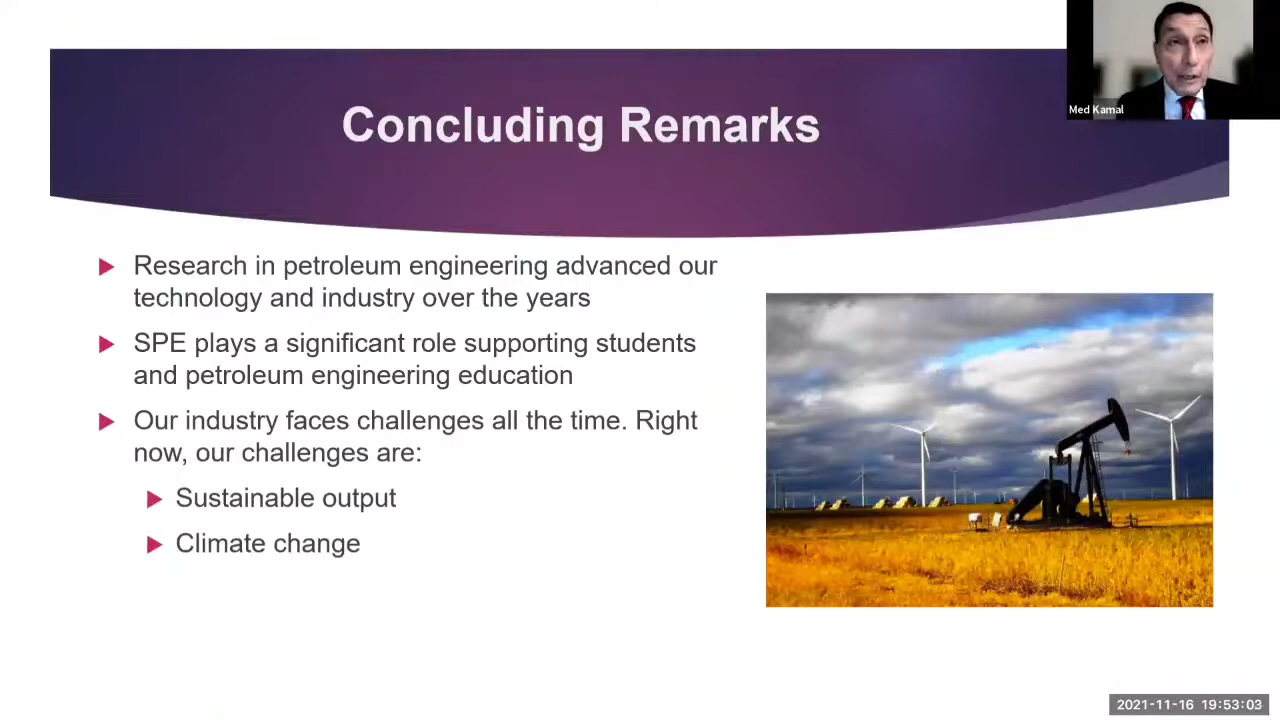 Med Kamal
Concluding Remarks
Research in petroleum engineering advanced our
technology and industry over the years
SPE plays a significant role supporting students
and petroleum engineering education
Our industry faces challenges all the time. Right
now, our challenges are:
Sustainable output
Climate change
2021-11-16 19:53:03